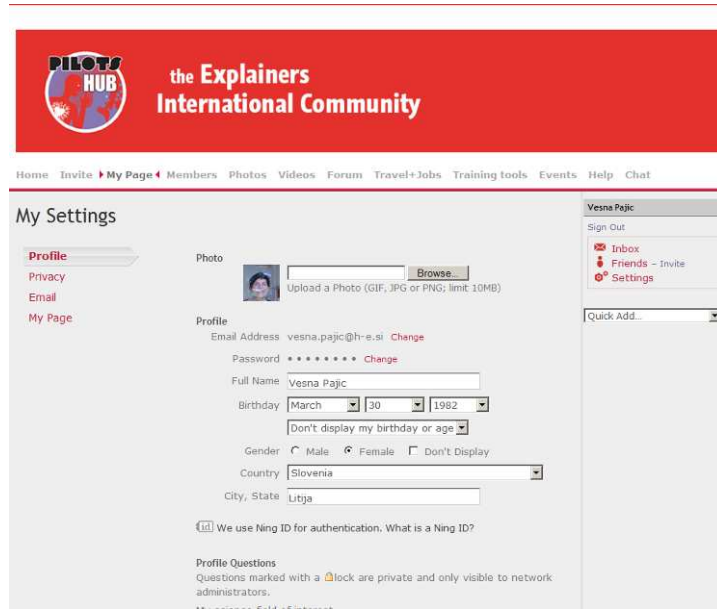 PILOTS
HUB
the Explainers
International Community
Home Invite My Page Members Photos Videos Forum Travel+Jobs Training tools Events Help Chat
My Settings
Profile
Privacy
Email
My Page
Photo
Browse...
Upload a Photo (GIF, JPG or PNG; limit 10MB)
Profile
Email Address vesna.pajic@h-e.si Change
Password • • • • • • • • Change
Full Name Vesna Pajic
Birthday March 30 1982
Don't display my birthday or age
Gender Male Female Don't Display
Country Slovenia
City, State Litija
id We use Ning ID for authentication. What is a Ning ID?
Profile Questions
Questions marked with a lock are private and only visible to network
administrators.
Vesna Pajic
Sign Out
Inbox
Friends – Invite
Settings
Quick Add...